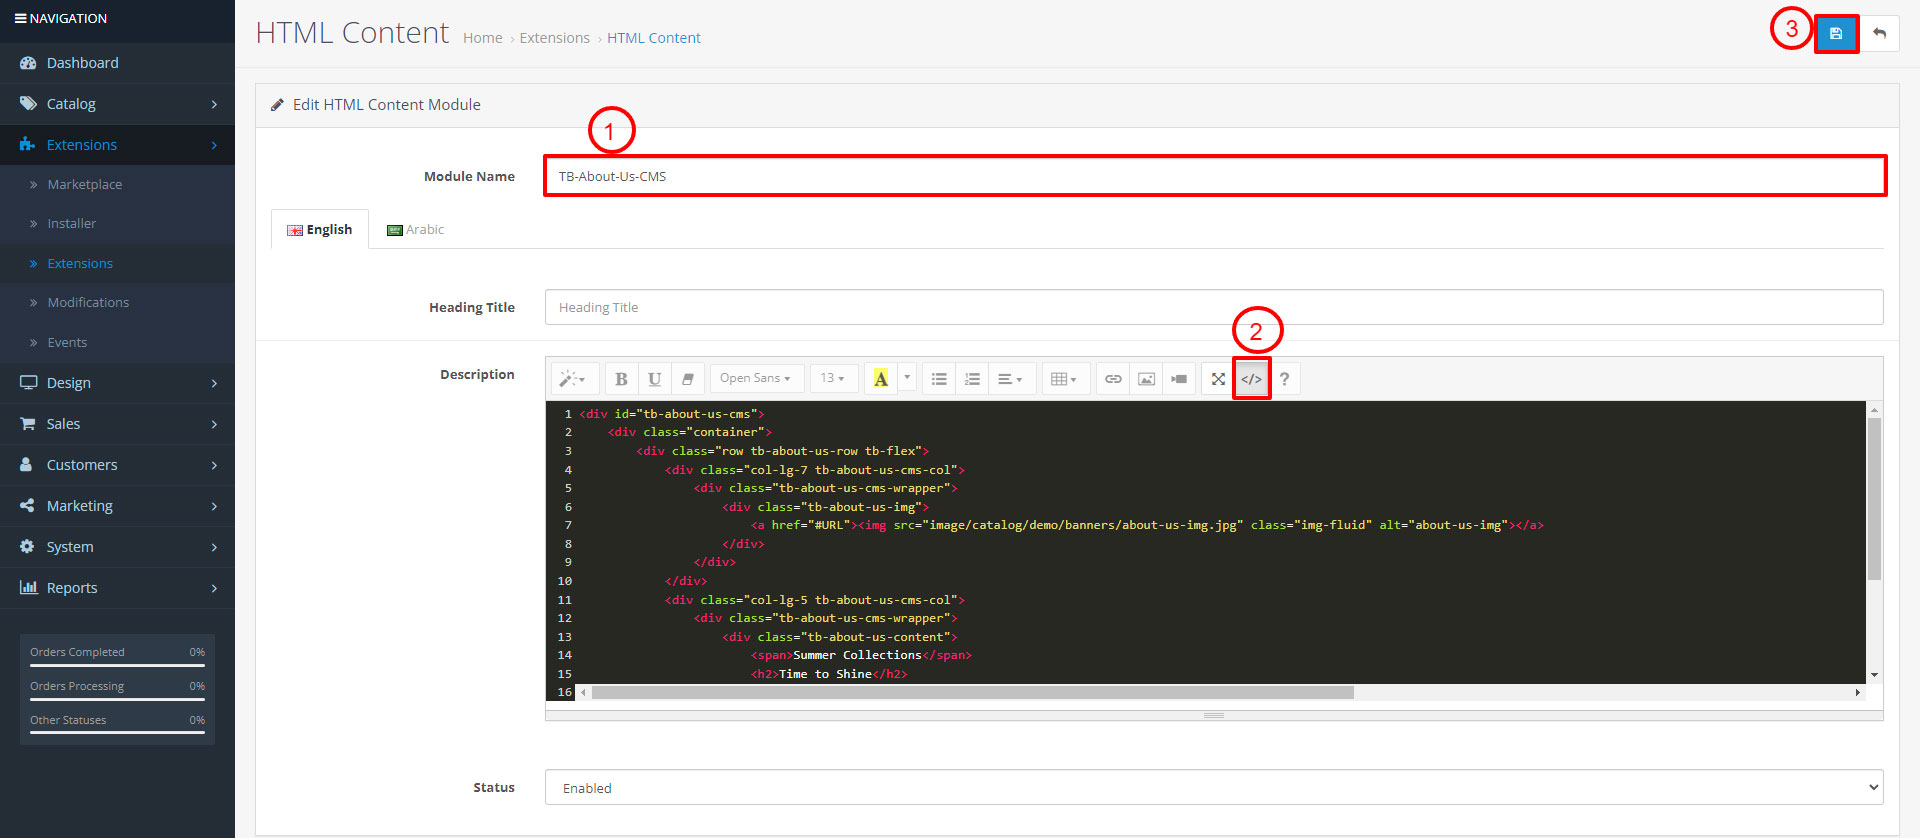 NAVIGATION
HTML Content Home › Extensions › HTML Content
3
Dashboard
Catalog
Extensions
Marketplace
Installer
Extensions
Modifications
Events
Design
Sales
Customers
Marketing
System
Reports
Orders Completed 0%
Orders Processing 0%
Other Statuses 0%
Edit HTML Content Module
1
Module Name TB-About-Us-CMS
English Arabic
Heading Title Heading Title
2
Description
B U Open Sans 13 A </> ?
1 <div id="tb-about-us-cms">
2 <div class="container">
3 <div class="row tb-about-us-row tb-flex">
4 <div class="col-lg-7 tb-about-us-cms-col">
5 <div class="tb-about-us-cms-wrapper">
6 <div class="tb-about-us-img">
7 <a href="#URL"><img src="image/catalog/demo/banners/about-us-img.jpg" class="img-fluid" alt="about-us-img"></a>
8 </div>
9 </div>
10 </div>
11 <div class="col-lg-5 tb-about-us-cms-col">
12 <div class="tb-about-us-cms-wrapper">
13 <div class="tb-about-us-content">
14 <span>Summer Collections</span>
15 <h2>Time to Shine</h2>
16
Status Enabled